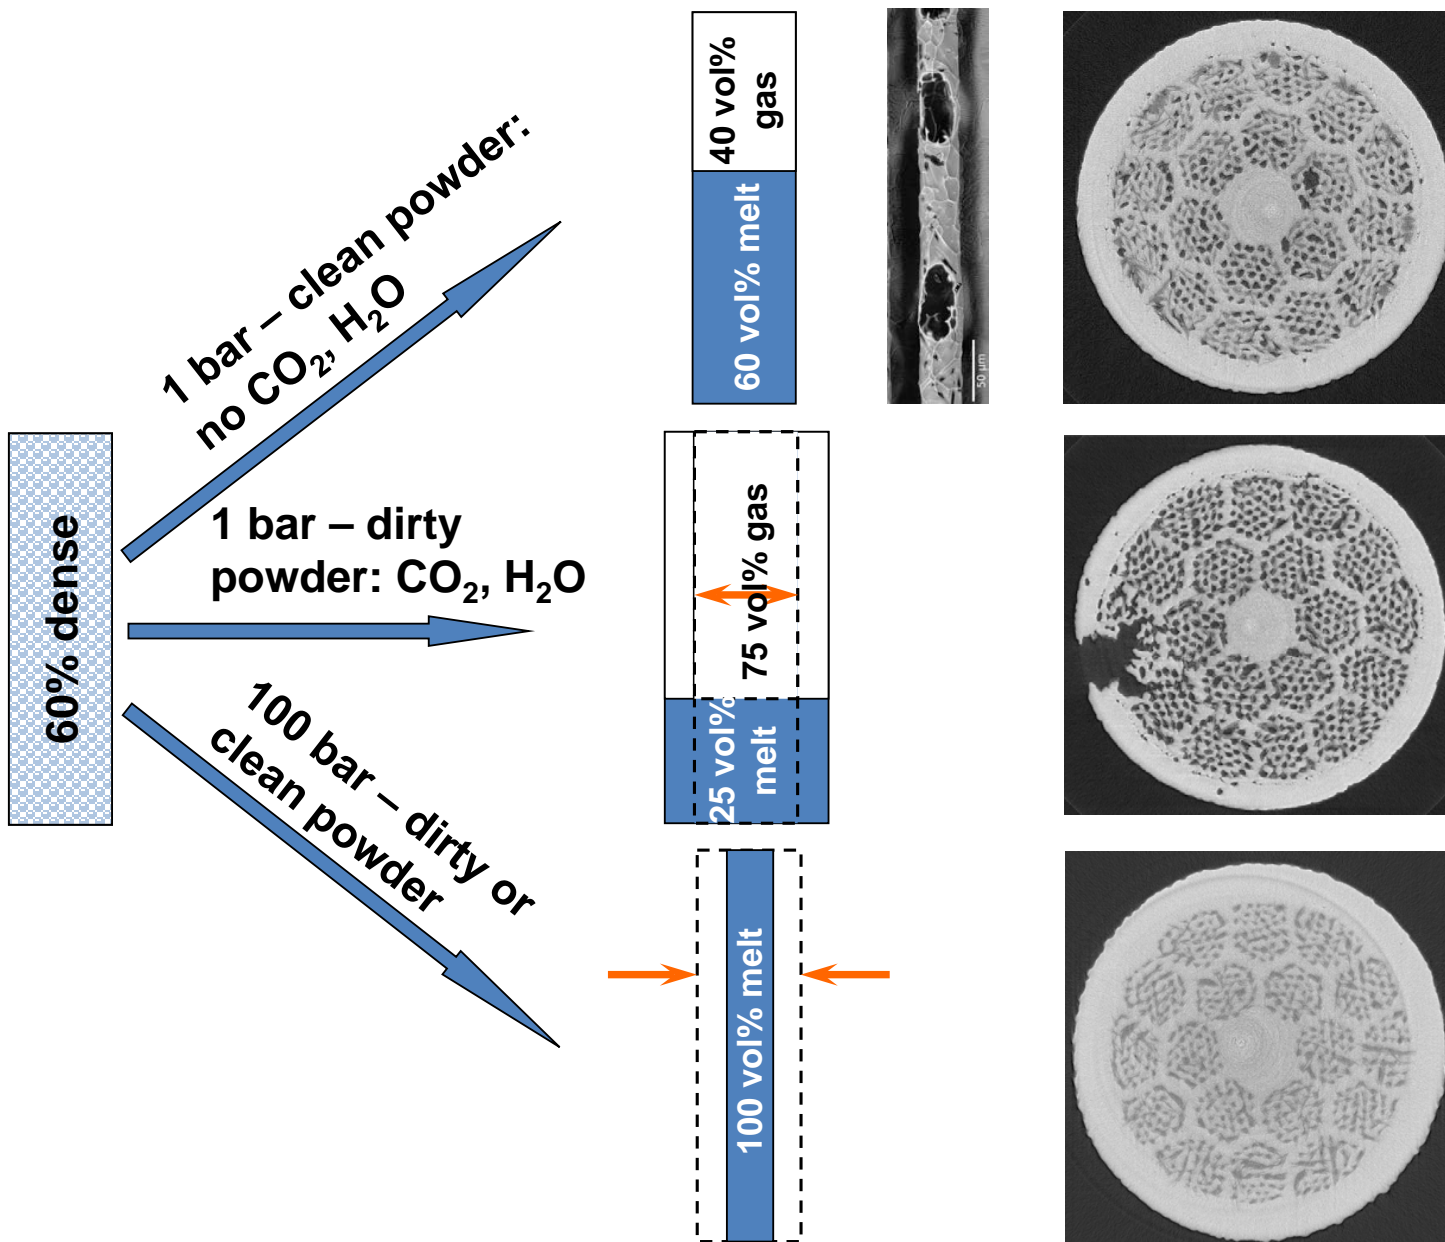 60% dense
1 bar – clean powder:
no CO₂, H₂O
40 vol%
gas
60 vol% melt
50 µm
1 bar – dirty
powder: CO₂, H₂O
75 vol% gas
25 vol%
melt
100 bar – dirty or
clean powder
100 vol% melt